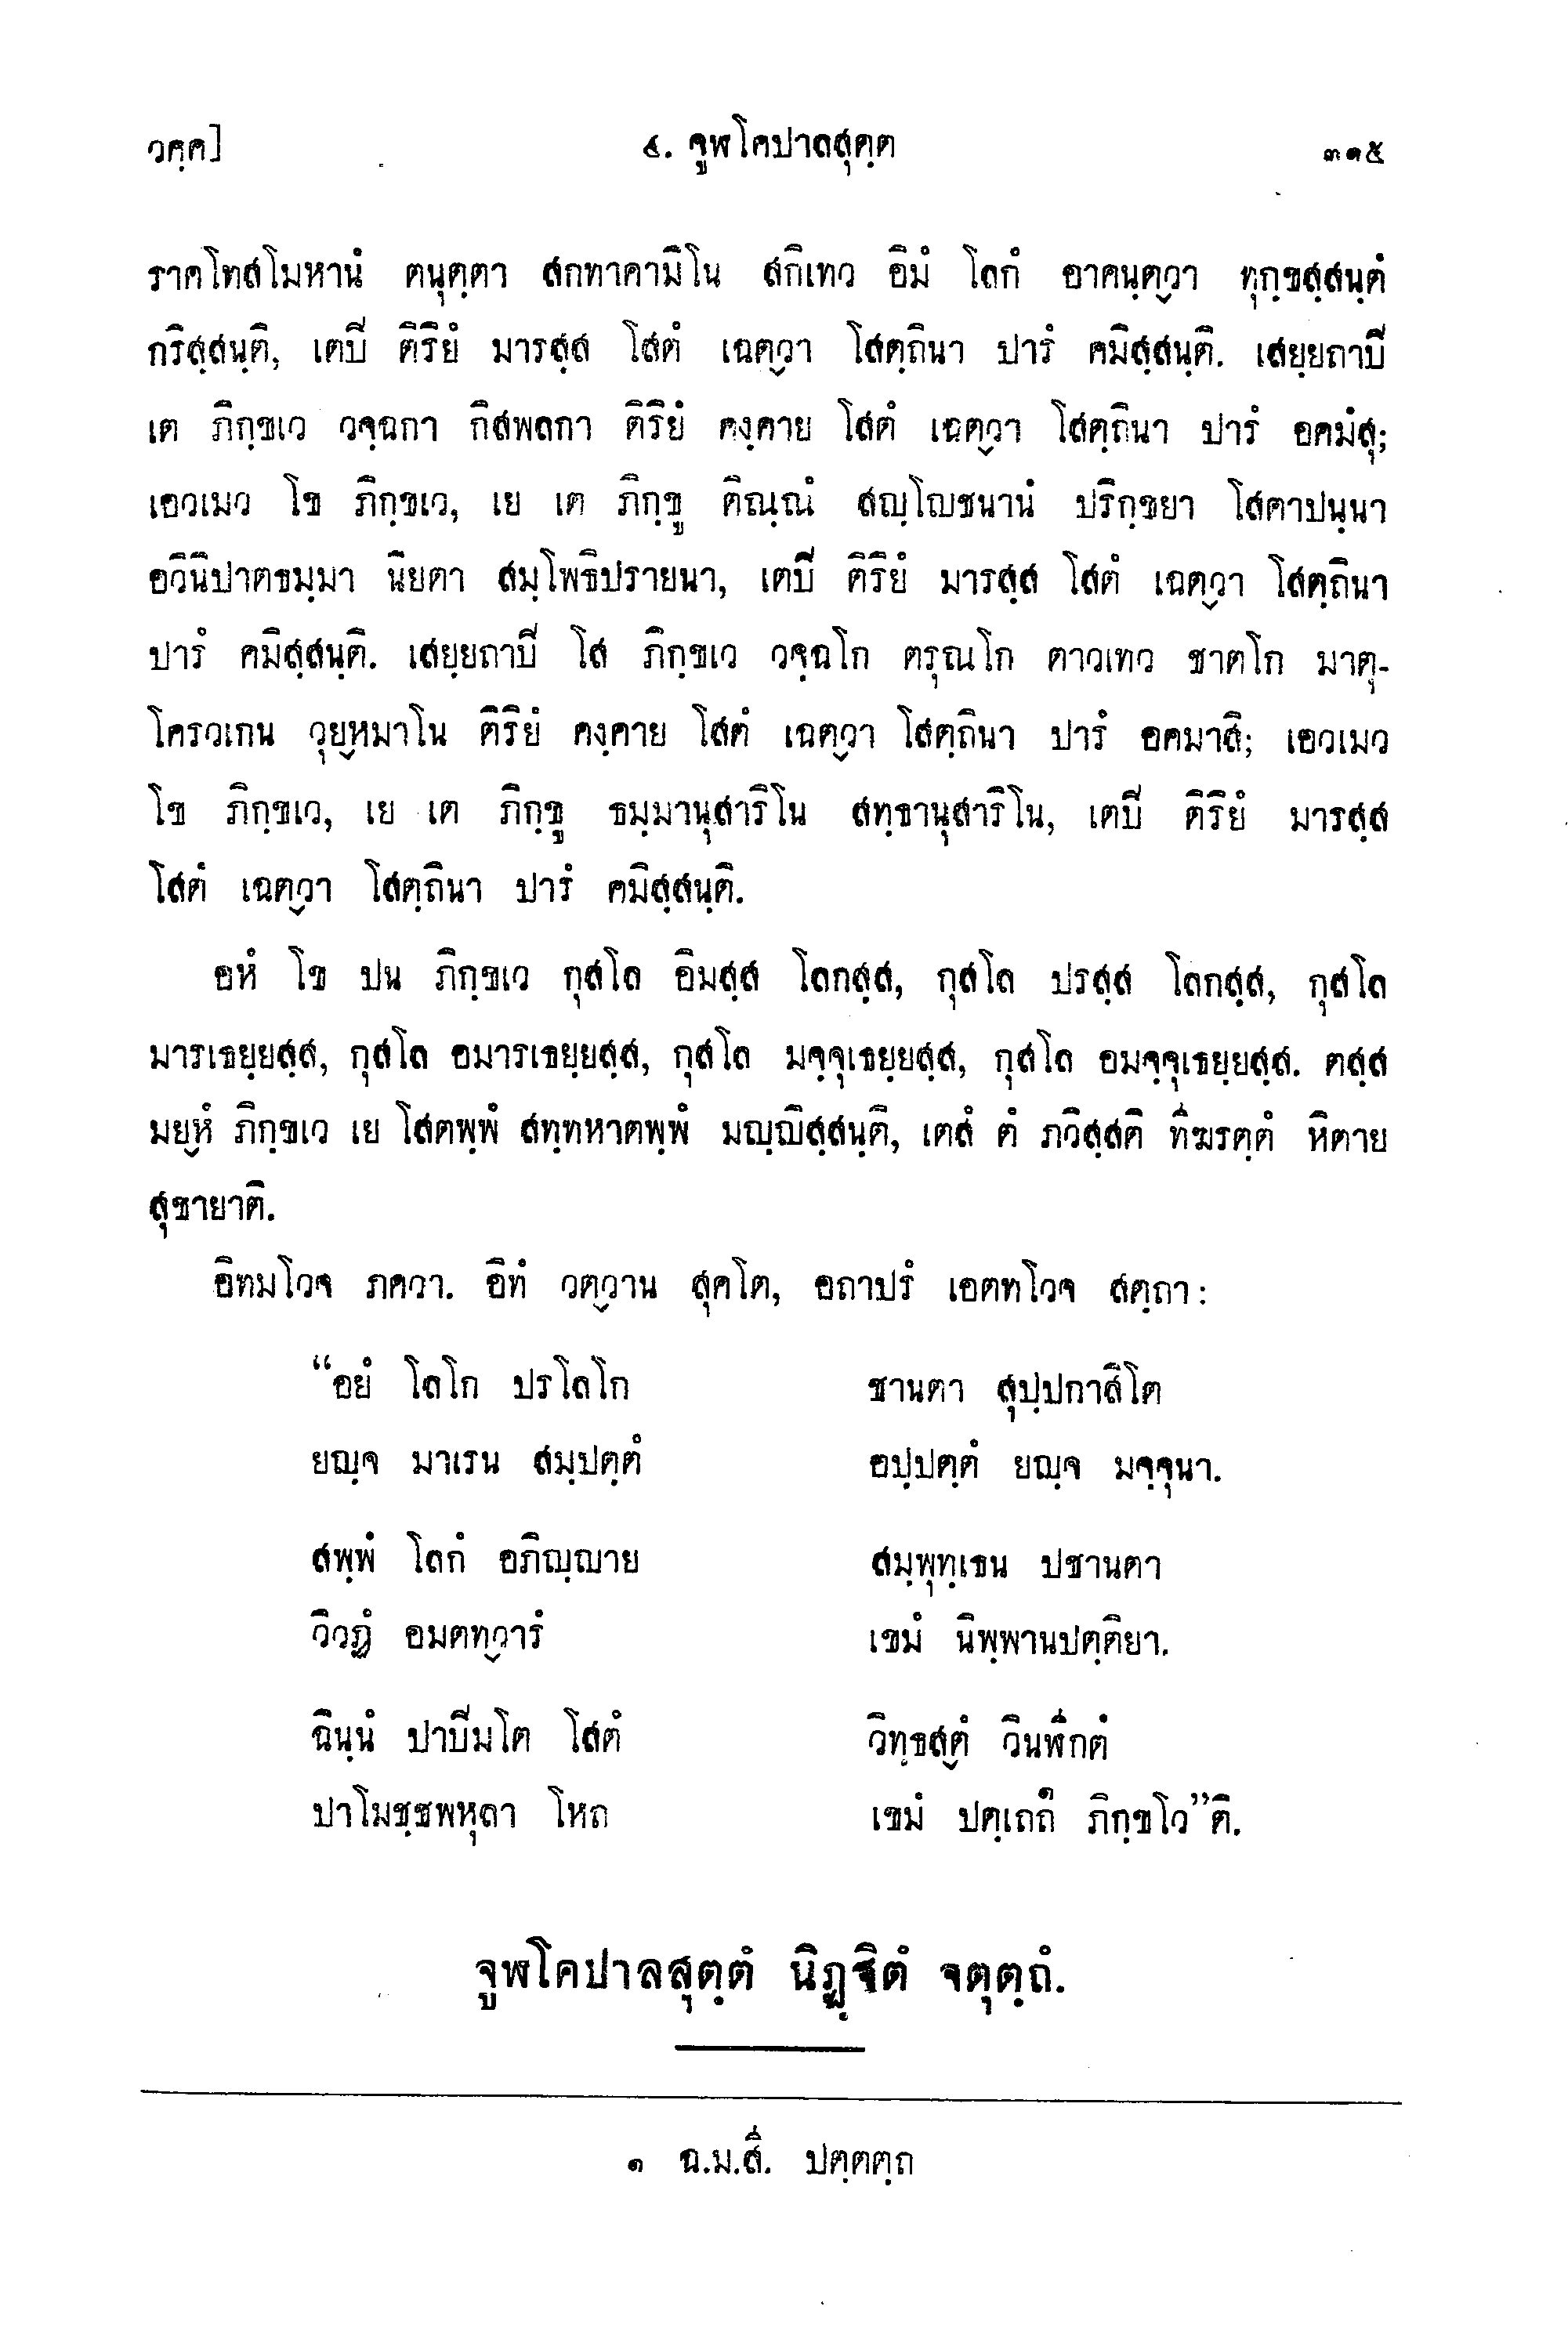 วคฺค]
๔. จูฬโคปาลสุตฺต
๓๑๕
ราคโทสโมหานํ ตนุตฺตา สกทาคามิโน สกิเทว อิมํ โลกํ อาคนฺตฺวา ทุกฺขสฺสนฺตํ
กริสฺสนฺติ, เตปิ ติริยํ มารสฺส โสตํ เฉตฺวา โสตฺถินา ปารํ คมิสฺสนฺติ. เสยฺยถาปิ
เต ภิกฺขเว วจฺฉกา กิสพลกา ติริยํ คงฺคาย โสตํ เฉตฺวา โสตฺถินา ปารํ อคมํสุ;
เอวเมว โข ภิกฺขเว, เย เต ภิกฺขู ติณฺณํ สญฺโญชนานํ ปริกฺขยา โสตาปนฺนา
อวินิปาตธมฺมา นิยตา สมฺโพธิปรายนา, เตปิ ติริยํ มารสฺส โสตํ เฉตฺวา โสตฺถินา
ปารํ คมิสฺสนฺติ. เสยฺยถาปิ โส ภิกฺขเว วจฺฉโก ตรุณโก ตาวเทว ชาตโก มาตุ-
โครวเกน วุยฺหมาโน ติริยํ คงฺคาย โสตํ เฉตฺวา โสตฺถินา ปารํ อคมาสิ; เอวเมว
โข ภิกฺขเว, เย เต ภิกฺขู ธมฺมานุสาริโน สทฺธานุสาริโน, เตปิ ติริยํ มารสฺส
โสตํ เฉตฺวา โสตฺถินา ปารํ คมิสฺสนฺติ.
อหํ โข ปน ภิกฺขเว กุสโล อิมสฺส โลกสฺส, กุสโล ปรสฺส โลกสฺส, กุสโล
มารเธยฺยสฺส, กุสโล อมารเธยฺยสฺส, กุสโล มจฺจุเธยฺยสฺส, กุสโล อมจฺจุเธยฺยสฺส. ตสฺส
มยฺหํ ภิกฺขเว เย โสตพฺพํ สทฺทหาตพฺพํ มญฺญิสฺสนฺติ, เตสํ ตํ ภวิสฺสติ ทีฆรตฺตํ หิตาย
สุขายาติ.
อิทมโวจ ภควา. อิทํ วตฺวาน สุคโต, อถาปรํ เอตทโวจ สตฺถา:
“อยํ โลโก ปรโลโก ชานตา สุปฺปกาสิโต
ยญฺจ มาเรน สมฺปตฺตํ อปฺปตฺตํ ยญฺจ มจฺจุนา.
สพฺพํ โลกํ อภิญฺญาย สมฺพุทฺเธน ปชานตา
วิวฏํ อมตทฺวารํ เขมํ นิพฺพานปตฺติยา.
ฉินฺนํ ปาปิมโต โสตํ วิทฺธสฺตํ วินฬีกตํ
ปาโมชฺชพหุลา โหถ เขมํ ปตฺเถถ๑ ภิกฺขโว”ติ.
จูฬโคปาลสุตฺตํ นิฏฺฐิตํ จตุตฺถํ.
๑ ฉ.ม.สี. ปตฺตตฺถ